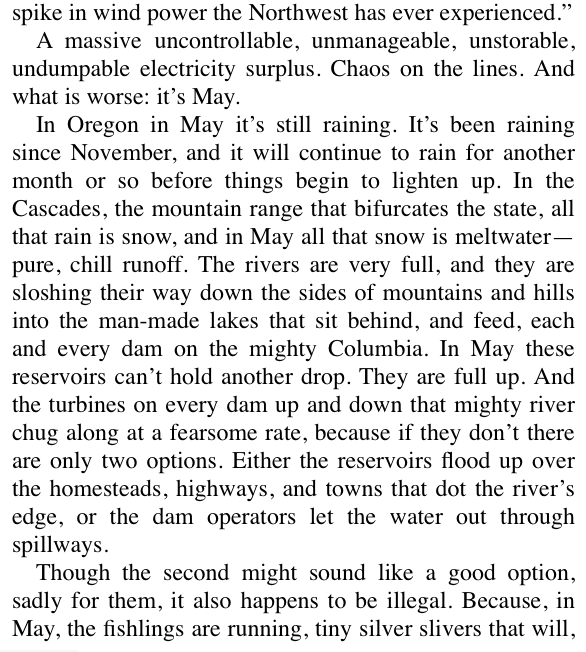 spike in wind power the Northwest has ever experienced.”
A massive uncontrollable, unmanageable, unstorable,
undumpable electricity surplus. Chaos on the lines. And
what is worse: it’s May.
In Oregon in May it’s still raining. It’s been raining
since November, and it will continue to rain for another
month or so before things begin to lighten up. In the
Cascades, the mountain range that bifurcates the state, all
that rain is snow, and in May all that snow is meltwater—
pure, chill runoff. The rivers are very full, and they are
sloshing their way down the sides of mountains and hills
into the man-made lakes that sit behind, and feed, each
and every dam on the mighty Columbia. In May these
reservoirs can’t hold another drop. They are full up. And
the turbines on every dam up and down that mighty river
chug along at a fearsome rate, because if they don’t there
are only two options. Either the reservoirs flood up over
the homesteads, highways, and towns that dot the river’s
edge, or the dam operators let the water out through
spillways.
Though the second might sound like a good option,
sadly for them, it also happens to be illegal. Because, in
May, the fishlings are running, tiny silver slivers that will,